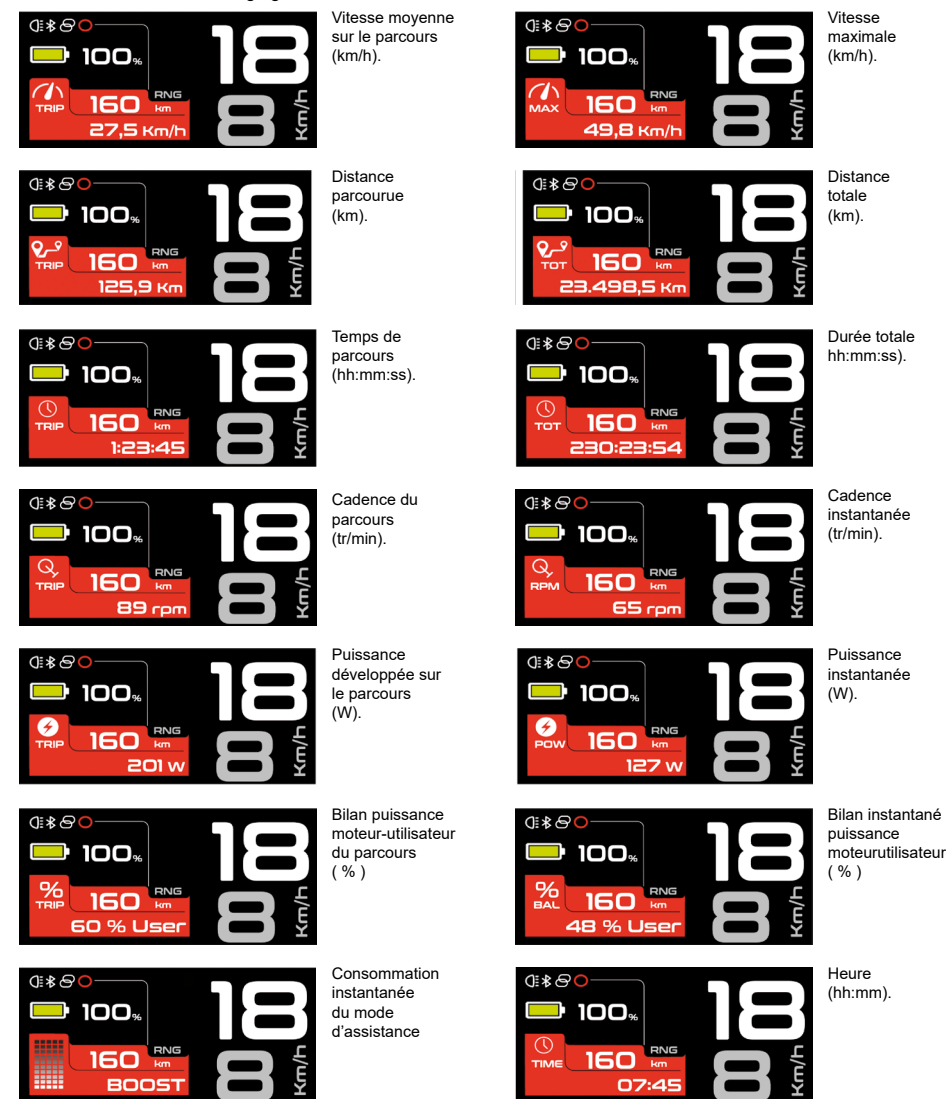 100%
TRIP
160
RNG
km
27,5 Km/h
18
8
Km/h
Vitesse moyenne
sur le parcours
(km/h).
100%
MAX
160
RNG
km
49,8 Km/h
18
8
Km/h
Vitesse
maximale
(km/h).
100%
TRIP
160
RNG
km
125,9 Km
18
8
Km/h
Distance
parcourue
(km).
100%
TOT
160
RNG
km
23.498,5 Km
18
8
Km/h
Distance
totale
(km).
100%
TRIP
160
RNG
km
1:23:45
18
8
Km/h
Temps de
parcours
(hh:mm:ss).
100%
TOT
160
RNG
km
230:23:54
18
8
Km/h
Durée totale
hh:mm:ss).
100%
TRIP
160
RNG
km
89 rpm
18
8
Km/h
Cadence du
parcours
(tr/min).
100%
RPM
160
RNG
km
65 rpm
18
8
Km/h
Cadence
instantanée
(tr/min).
100%
TRIP
160
RNG
km
201 w
18
8
Km/h
Puissance
développée sur
le parcours
(W).
100%
POW
160
RNG
km
127 w
18
8
Km/h
Puissance
instantanée
(W).
100%
%
TRIP
160
RNG
km
60 % User
18
8
Km/h
Bilan puissance
moteur-utilisateur
du parcours
( % )
100%
%
BAL
160
RNG
km
48 % User
18
8
Km/h
Bilan instantané
puissance
moteurutilisateur
( % )
100%
160
RNG
km
BOOST
18
8
Km/h
Consommation
instantanée
du mode
d'assistance
100%
TIME
160
RNG
km
07:45
18
8
Km/h
Heure
(hh:mm).